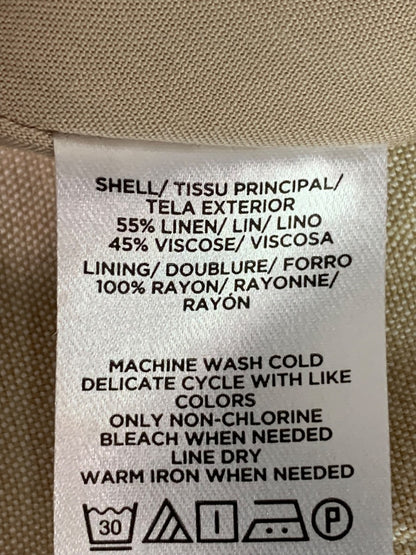 SHELL/ TISSU PRINCIPAL/
TELA EXTERIOR
55% LINEN/ LIN/ LINO
45% VISCOSE/ VISCOSA
LINING/ DOUBLURE/ FORRO
100% RAYON/ RAYONNE/
RAYÓN
MACHINE WASH COLD
DELICATE CYCLE WITH LIKE
COLORS
ONLY NON-CHLORINE
BLEACH WHEN NEEDED
LINE DRY
WARM IRON WHEN NEEDED
30 P